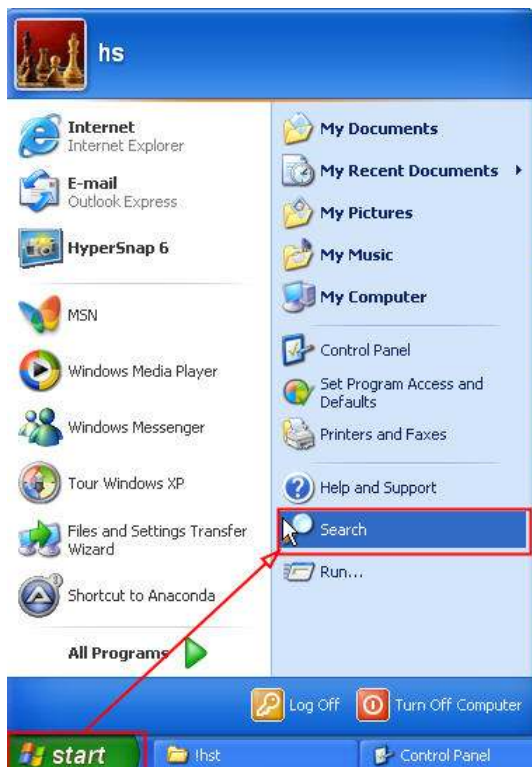 hs
Internet
Internet Explorer
E-mail
Outlook Express
HyperSnap 6
MSN
Windows Media Player
Windows Messenger
Tour Windows XP
Files and Settings Transfer
Wizard
Shortcut to Anaconda
All Programs
My Documents
My Recent Documents
My Pictures
My Music
My Computer
Control Panel
Set Program Access and
Defaults
Printers and Faxes
Help and Support
Search
Run...
Log Off
Turn Off Computer
start
!hst
Control Panel